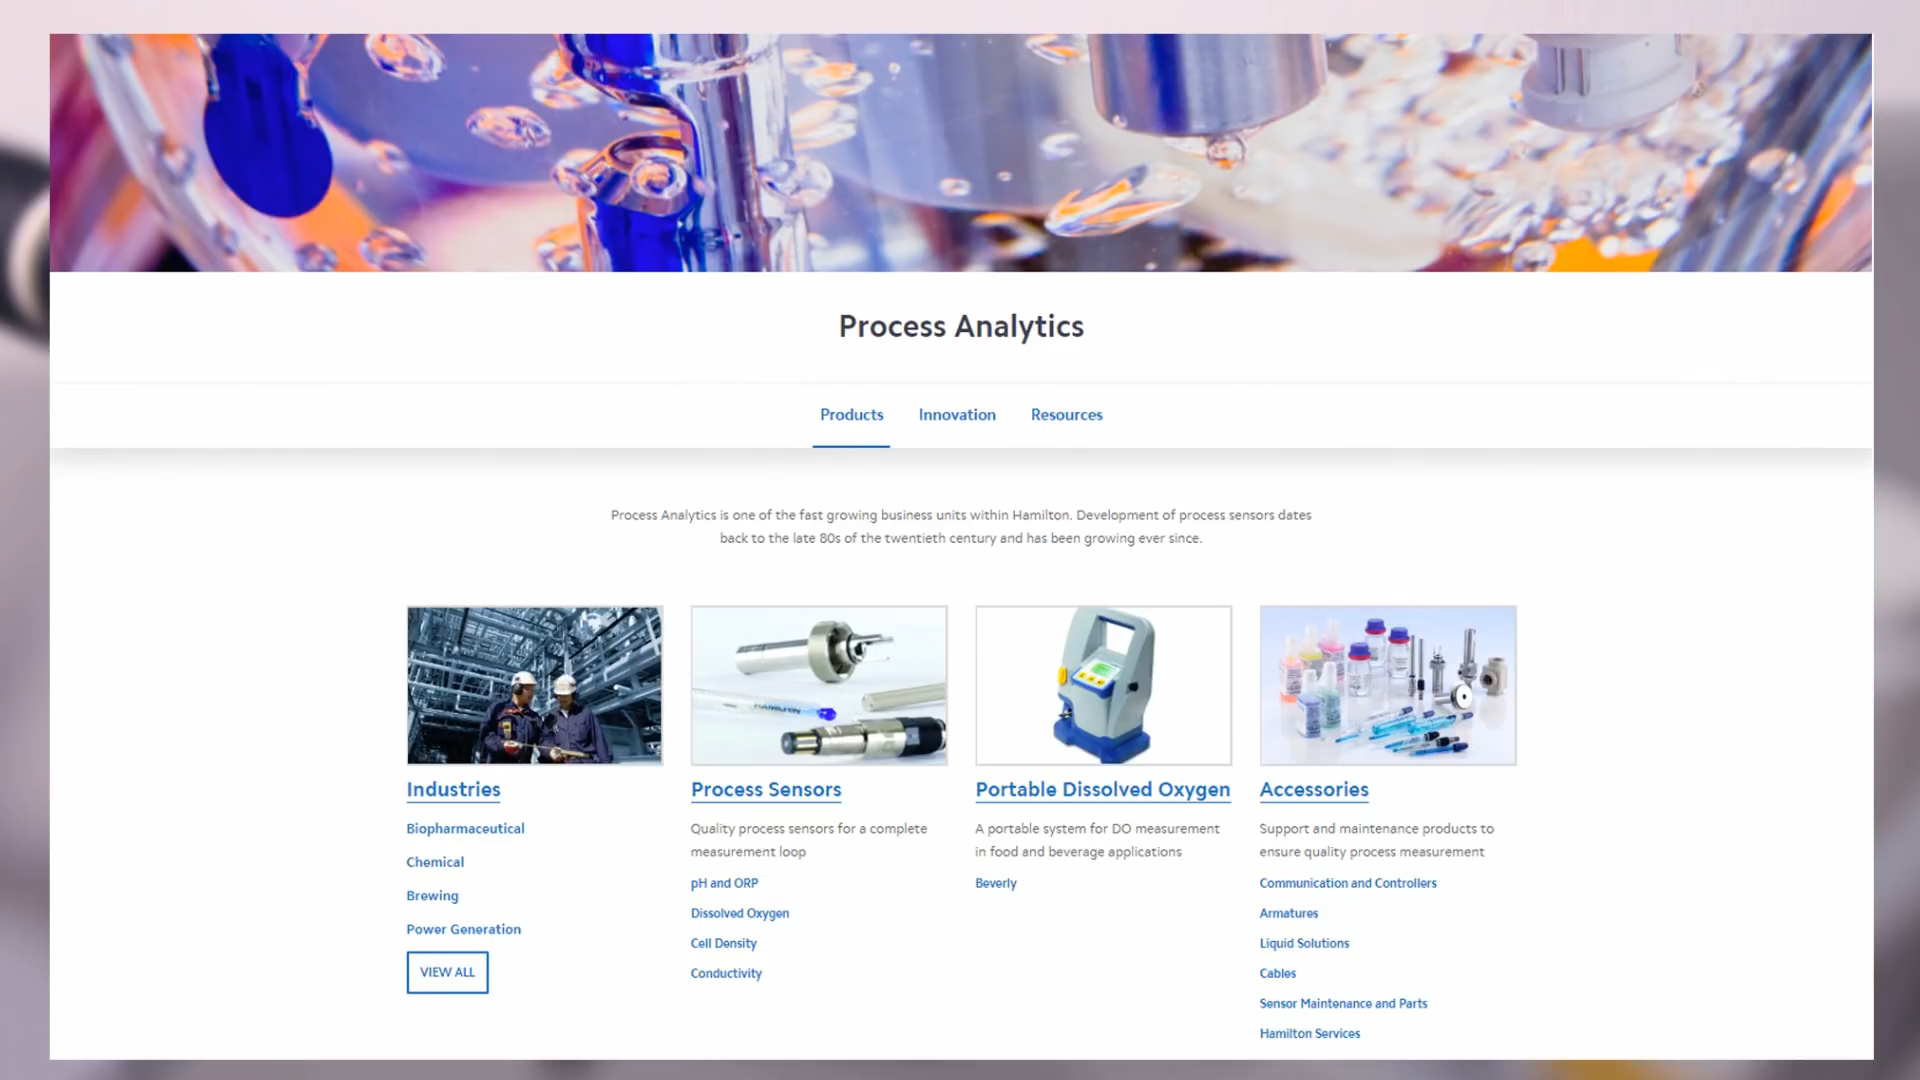 Process Analytics
Products Innovation Resources
Process Analytics is one of the fast growing business units within Hamilton. Development of process sensors dates
back to the late 80s of the twentieth century and has been growing ever since.
Industries
Biopharmaceutical
Chemical
Brewing
Power Generation
VIEW ALL
HAMILTON
Process Sensors
Quality process sensors for a complete
measurement loop
pH and ORP
Dissolved Oxygen
Cell Density
Conductivity
Portable Dissolved Oxygen
A portable system for DO measurement
in food and beverage applications
Beverly
Accessories
Support and maintenance products to
ensure quality process measurement
Communication and Controllers
Armatures
Liquid Solutions
Cables
Sensor Maintenance and Parts
Hamilton Services